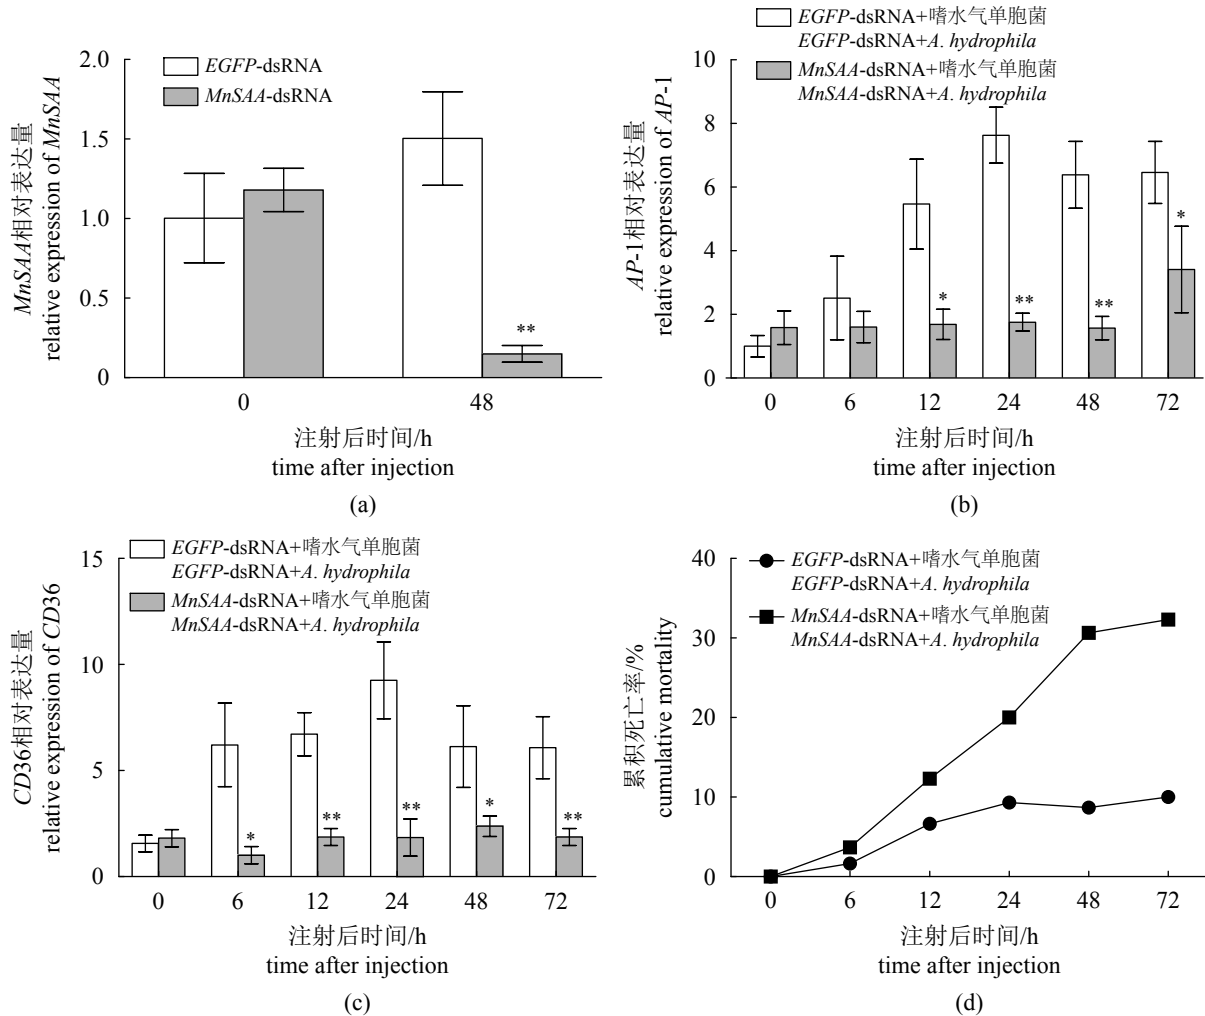 EGFP-dsRNA
MnSAA-dsRNA
MnSAA相对表达量
relative expression of MnSAA
2.0
1.5
1.0
0.5
0
**
0 48
注射后时间/h
time after injection
(a)
EGFP-dsRNA+嗜水气单胞菌
EGFP-dsRNA+A. hydrophila
MnSAA-dsRNA+嗜水气单胞菌
MnSAA-dsRNA+A. hydrophila
AP-1相对表达量
relative expression of AP-1
10
8
6
4
2
0
* ** ** *
0 6 12 24 48 72
注射后时间/h
time after injection
(b)
EGFP-dsRNA+嗜水气单胞菌
EGFP-dsRNA+A. hydrophila
MnSAA-dsRNA+嗜水气单胞菌
MnSAA-dsRNA+A. hydrophila
CD36相对表达量
relative expression of CD36
15
10
5
0
* ** ** * **
0 6 12 24 48 72
注射后时间/h
time after injection
(c)
EGFP-dsRNA+嗜水气单胞菌
EGFP-dsRNA+A. hydrophila
MnSAA-dsRNA+嗜水气单胞菌
MnSAA-dsRNA+A. hydrophila
累积死亡率/%
cumulative mortality
40
30
20
10
0
0 6 12 24 48 72
注射后时间/h
time after injection
(d)